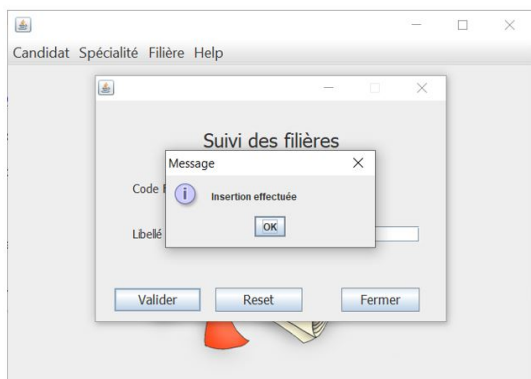 Candidat Spécialité Filière Help
Suivi des filières
Message
Code
Insertion effectuée
Libellé
OK
Valider Reset Fermer